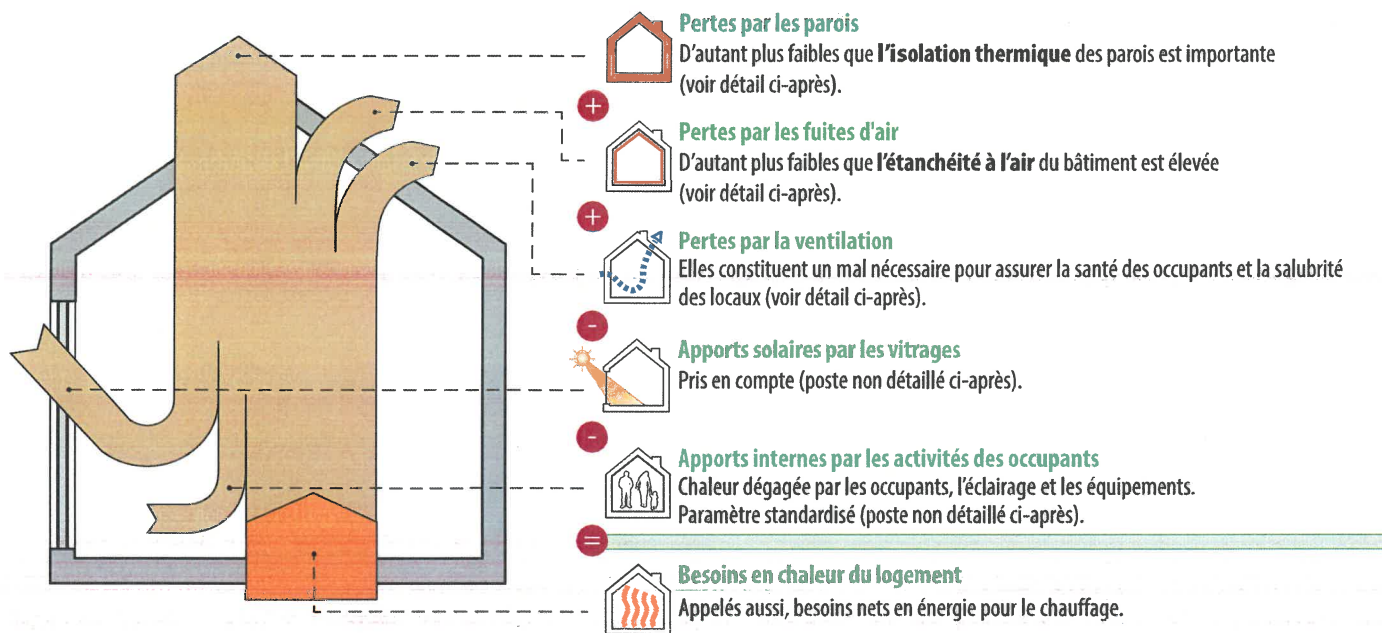 Pertes par les parois
D'autant plus faibles que l'isolation thermique des parois est importante
(voir détail ci-après).
+
Pertes par les fuites d'air
D'autant plus faibles que l'étanchéité à l'air du bâtiment est élevée
(voir détail ci-après).
+
Pertes par la ventilation
Elles constituent un mal nécessaire pour assurer la santé des occupants et la salubrité
des locaux (voir détail ci-après).
-
Apports solaires par les vitrages
Pris en compte (poste non détaillé ci-après).
-
Apports internes par les activités des occupants
Chaleur dégagée par les occupants, l'éclairage et les équipements.
Paramètre standardisé (poste non détaillé ci-après).
=
Besoins en chaleur du logement
Appelés aussi, besoins nets en énergie pour le chauffage.